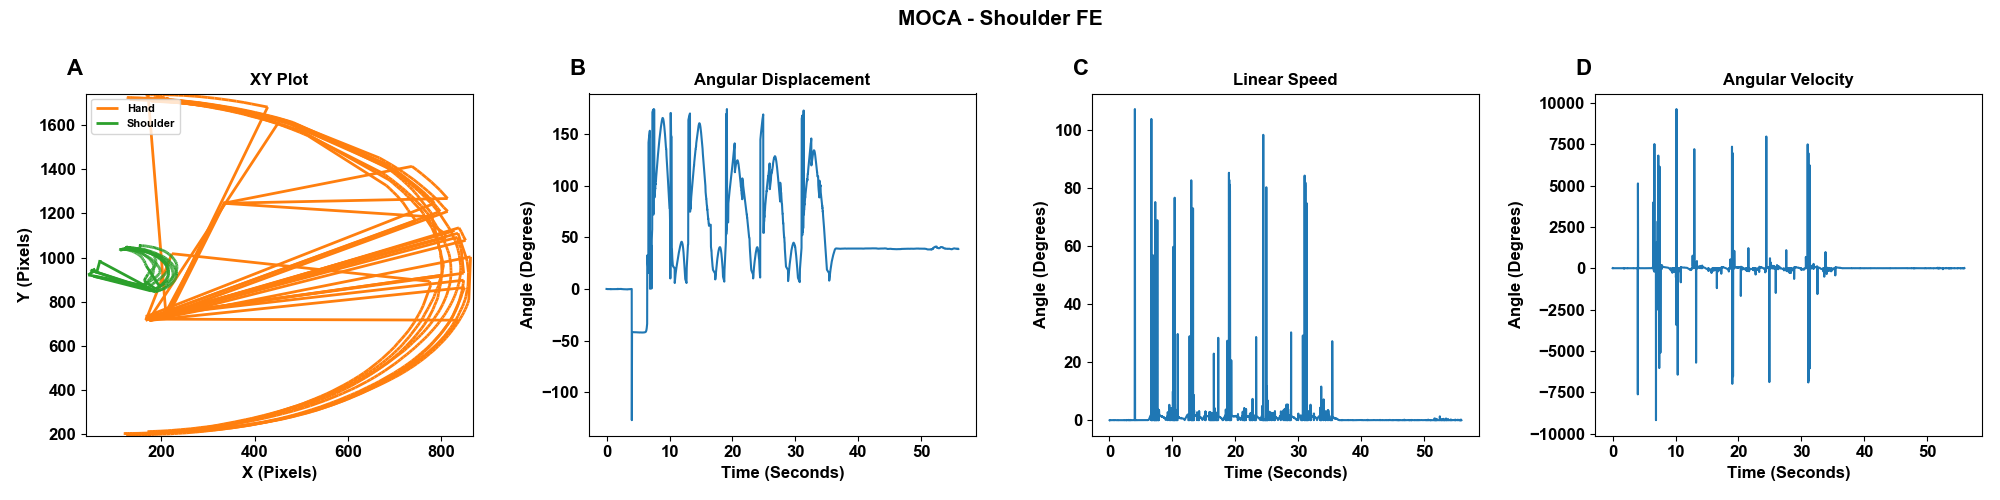 MOCA - Shoulder FE
A
XY Plot
Hand
Shoulder
1600
1400
1200
1000
800
600
400
200
Y (Pixels)
200
400
600
800
X (Pixels)
B
Angular Displacement
150
100
50
0
−50
−100
Angle (Degrees)
0
10
20
30
40
50
Time (Seconds)
C
Linear Speed
100
80
60
40
20
0
Angle (Degrees)
0
10
20
30
40
50
Time (Seconds)
D
Angular Velocity
10000
7500
5000
2500
0
−2500
−5000
−7500
−10000
Angle (Degrees)
0
10
20
30
40
50
Time (Seconds)